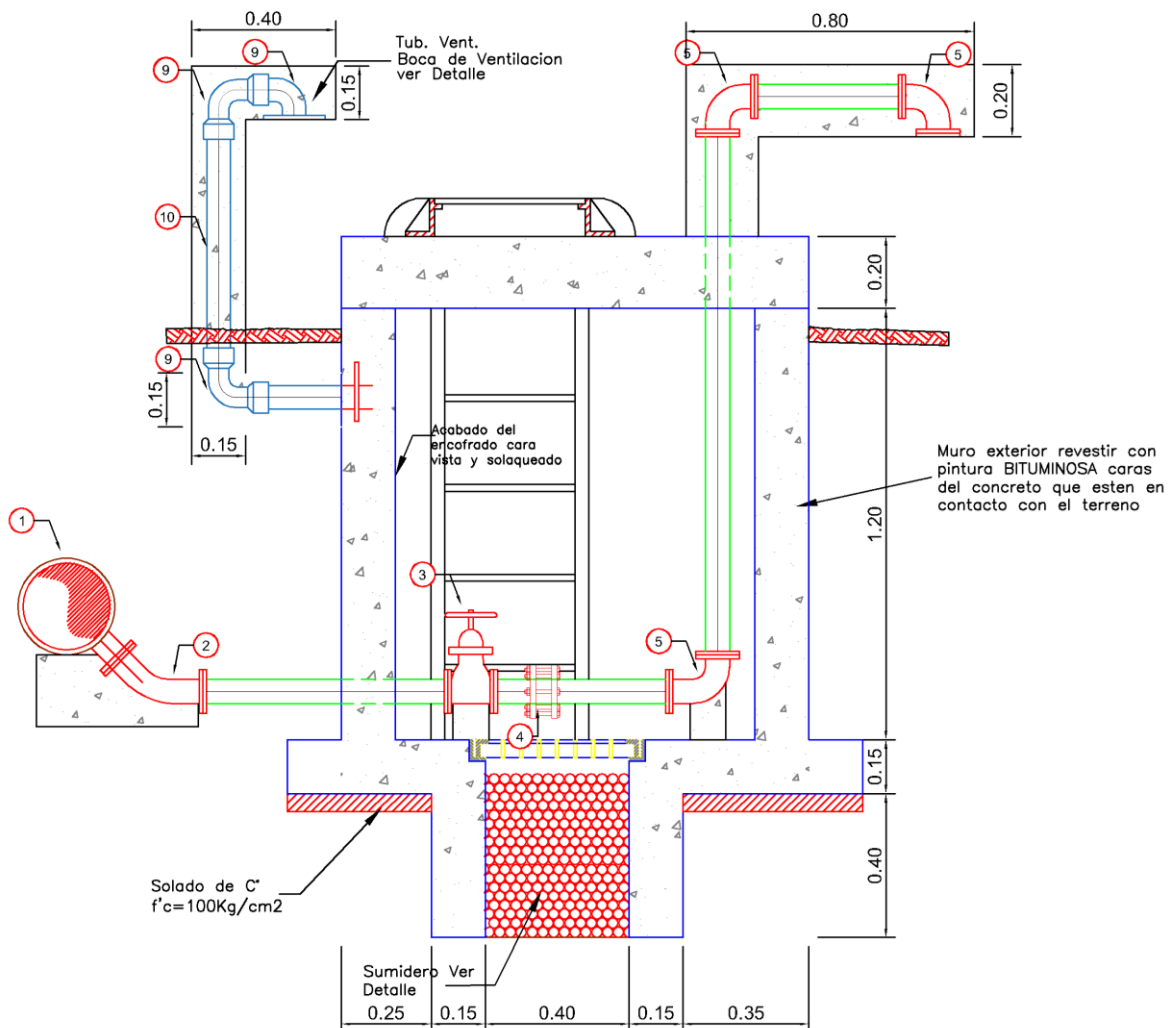 0.40
0.80
Tub. Vent.
Boca de Ventilacion
ver Detalle
9
9
5
5
0.15
0.20
10
0.20
9
0.15
0.15
Acabado del
encofrado cara
vista y solaqueado
Muro exterior revestir con
pintura BITUMINOSA caras
del concreto que esten en
contacto con el terreno
1.20
1
3
2
5
4
0.15
Solado de C°
f'c=100Kg/cm2
0.40
Sumidero Ver
Detalle
0.25
0.15
0.40
0.15
0.35